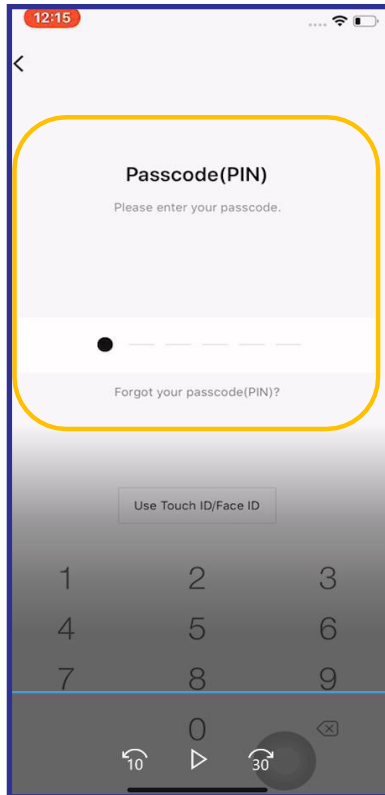 12:15
Passcode(PIN)
Please enter your passcode.
Forgot your passcode(PIN)?
Use Touch ID/Face ID
1 2 3
4 5 6
7 8 9
0
10 30